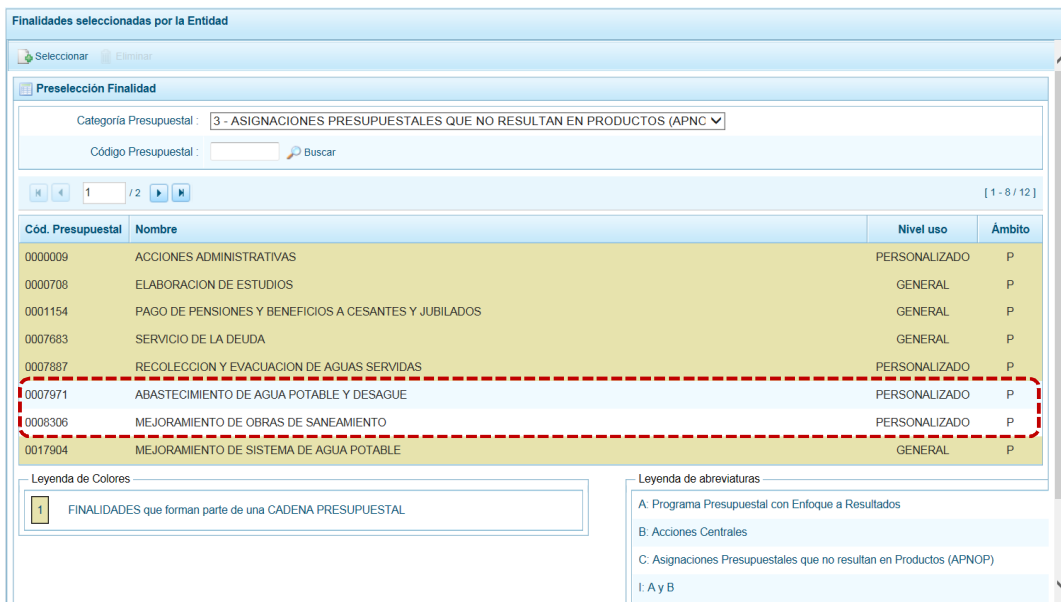 Finalidades seleccionadas por la Entidad
Seleccionar Eliminar
Preselección Finalidad
Categoría Presupuestal : 3 - ASIGNACIONES PRESUPUESTALES QUE NO RESULTAN EN PRODUCTOS (APNC
Código Presupuestal : Buscar
1 / 2 [ 1 - 8 / 12 ]
Cód. Presupuestal Nombre Nivel uso Ámbito
0000009 ACCIONES ADMINISTRATIVAS PERSONALIZADO P
0000708 ELABORACION DE ESTUDIOS GENERAL P
0001154 PAGO DE PENSIONES Y BENEFICIOS A CESANTES Y JUBILADOS GENERAL P
0007683 SERVICIO DE LA DEUDA GENERAL P
0007887 RECOLECCION Y EVACUACION DE AGUAS SERVIDAS PERSONALIZADO P
0007971 ABASTECIMIENTO DE AGUA POTABLE Y DESAGUE PERSONALIZADO P
0008306 MEJORAMIENTO DE OBRAS DE SANEAMIENTO PERSONALIZADO P
0017904 MEJORAMIENTO DE SISTEMA DE AGUA POTABLE GENERAL P
Leyenda de Colores
1 FINALIDADES que forman parte de una CADENA PRESUPUESTAL
Leyenda de abreviaturas
A: Programa Presupuestal con Enfoque a Resultados
B: Acciones Centrales
C: Asignaciones Presupuestales que no resultan en Productos (APNOP)
I: A y B